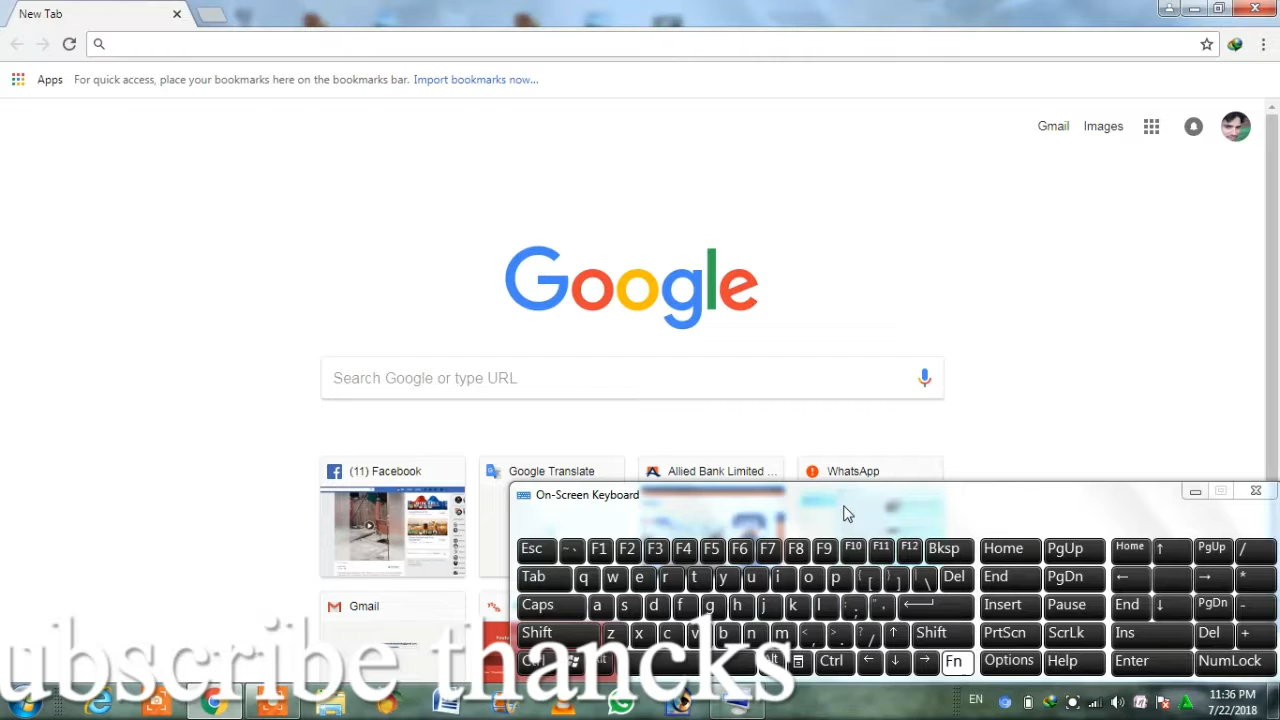 New Tab
Apps For quick access, place your bookmarks here on the bookmarks bar. Import bookmarks now...
Gmail Images
Google
Search Google or type URL
(11) Facebook
Google Translate
Allied Bank Limited ...
WhatsApp
Gmail
On-Screen Keyboard
Esc ~ ` F1 F2 F3 F4 F5 F6 F7 F8 F9 F10 F11 F12 Bksp Home PgUp Home PgUp /
Tab q w e r t y u i o p [ ] \ Del End PgDn ← → *
Caps a s d f g h j k l : ; " ' Insert Pause End ↓ PgDn -
Shift z x c v b n m < , > . ? / ↑ Shift PrtScn ScrLk Ins Del +
Ctrl Alt Alt Ctrl ← ↓ → Fn Options Help Enter NumLock
ubscribe thancks
EN
11:36 PM
7/22/2018